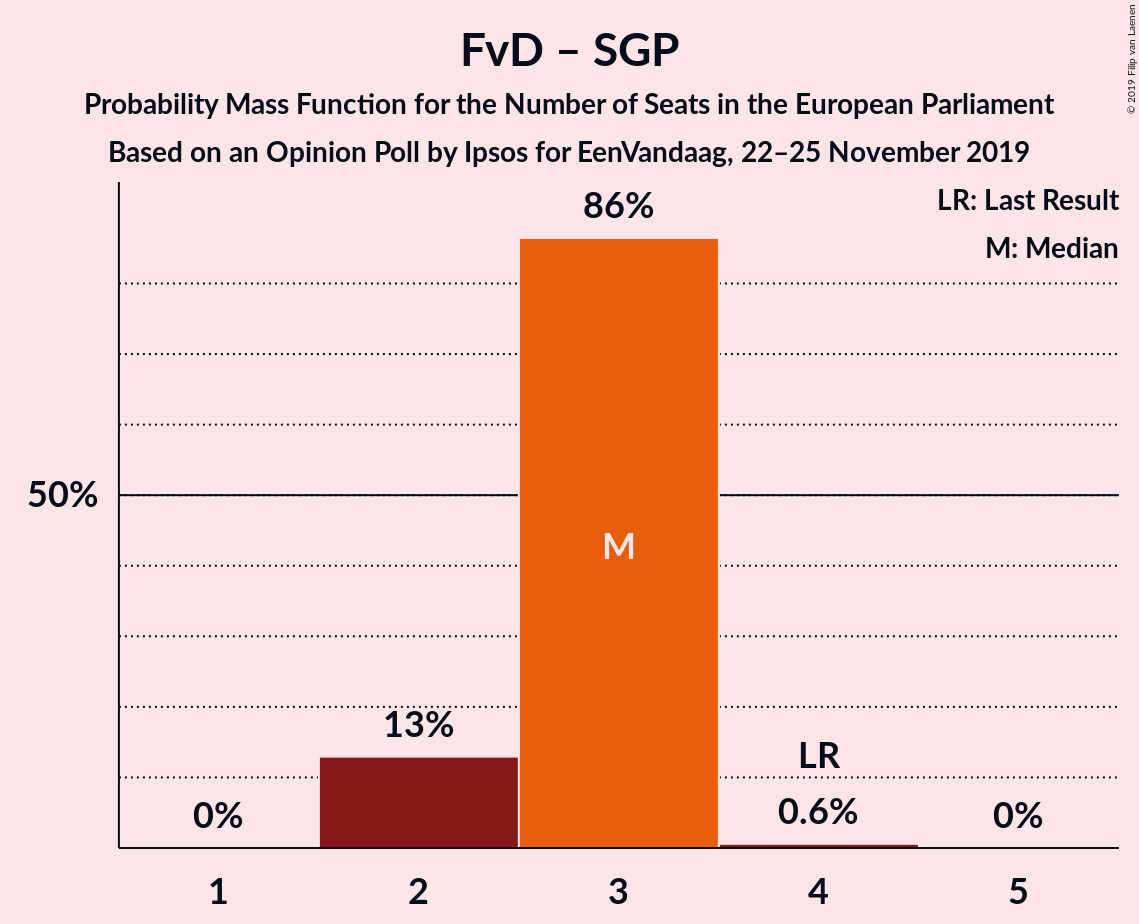 FvD – SGP
Probability Mass Function for the Number of Seats in the European Parliament
Based on an Opinion Poll by Ipsos for EenVandaag, 22–25 November 2019
© 2019 Filip van Laenen
LR: Last Result
M: Median
86%
50%
M
13%
LR
0%
0.6%
0%
1 2 3 4 5